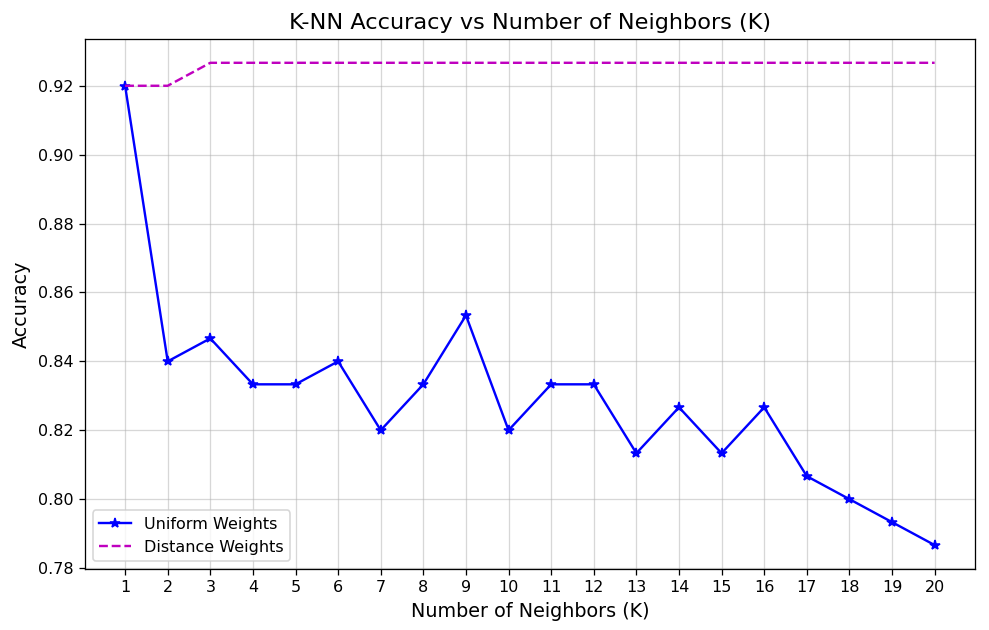 K-NN Accuracy vs Number of Neighbors (K)
Accuracy
0.92
0.90
0.88
0.86
0.84
0.82
0.80
0.78
Uniform Weights
Distance Weights
1 2 3 4 5 6 7 8 9 10 11 12 13 14 15 16 17 18 19 20
Number of Neighbors (K)